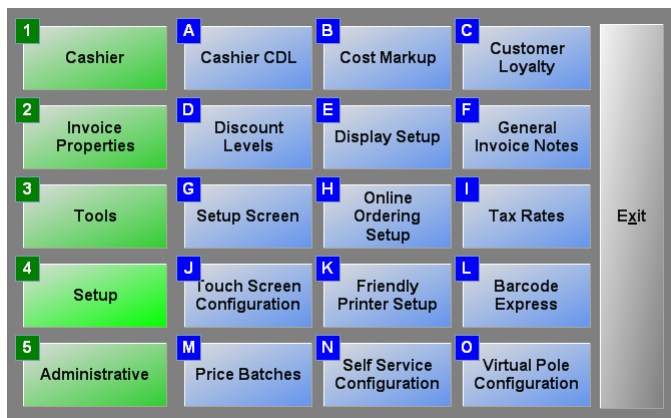 1
Cashier
A
Cashier CDL
B
Cost Markup
C
Customer
Loyalty
2
Invoice
Properties
D
Discount
Levels
E
Display Setup
F
General
Invoice Notes
3
Tools
G
Setup Screen
H
Online
Ordering
Setup
I
Tax Rates
Exit
4
Setup
J
Touch Screen
Configuration
K
Friendly
Printer Setup
L
Barcode
Express
5
Administrative
M
Price Batches
N
Self Service
Configuration
O
Virtual Pole
Configuration